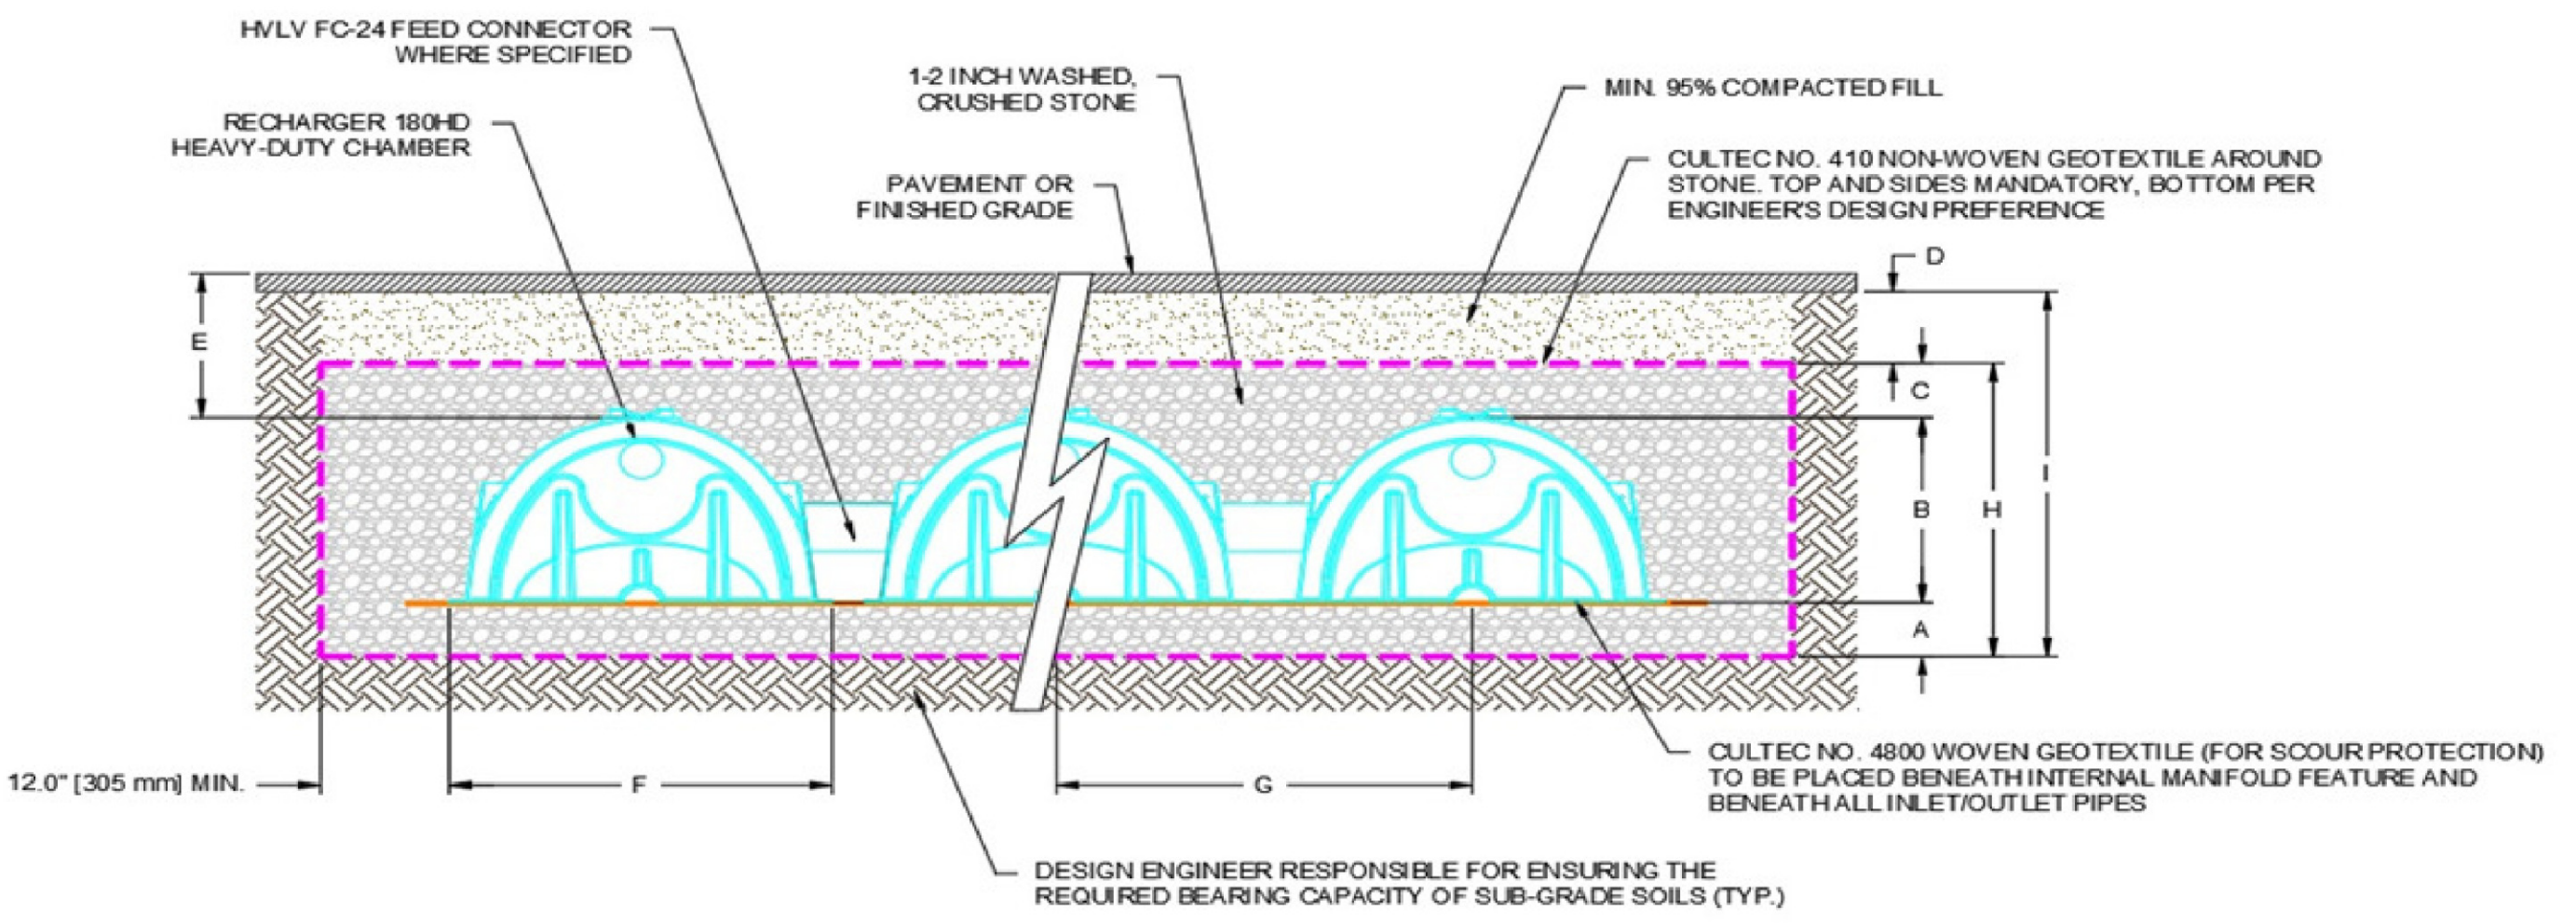 HVLV FC-24 FEED CONNECTOR
WHERE SPECIFIED
RECHARGER 180HD
HEAVY-DUTY CHAMBER
1-2 INCH WASHED,
CRUSHED STONE
PAVEMENT OR
FINISHED GRADE
MIN. 95% COMPACTED FILL
CULTEC NO. 410 NON-WOVEN GEOTEXTILE AROUND
STONE. TOP AND SIDES MANDATORY, BOTTOM PER
ENGINEER'S DESIGN PREFERENCE
D
E
C
B
H
I
A
12.0" [305 mm] MIN.
F
G
CULTEC NO. 4800 WOVEN GEOTEXTILE (FOR SCOUR PROTECTION)
TO BE PLACED BENEATH INTERNAL MANIFOLD FEATURE AND
BENEATH ALL INLET/OUTLET PIPES
DESIGN ENGINEER RESPONSIBLE FOR ENSURING THE
REQUIRED BEARING CAPACITY OF SUB-GRADE SOILS (TYP.)